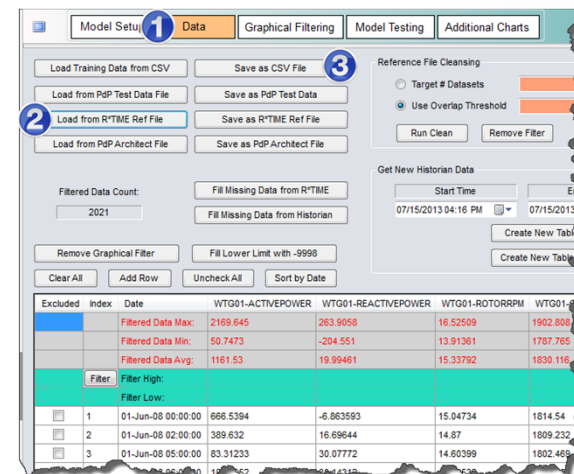 Model Setup 1 Data Graphical Filtering Model Testing Additional Charts
Load Training Data from CSV Save as CSV File 3 Reference File Cleansing
Target # Datasets
Load from PdP Test Data File Save as PdP Test Data
Use Overlap Threshold
2 Load from R*TIME Ref File Save as R*TIME Ref File
Run Clean Remove Filter
Load from PdP Architect File Save as PdP Architect File
Get New Historian Data
Filtered Data Count: Fill Missing Data from R*TIME Start Time
2021 Fill Missing Data from Historian 07/15/2013 04:16 PM 07/15/2013
Create New
Remove Graphical Filter Fill Lower Limit with -9998 Create New
Clear All Add Row Uncheck All Sort by Date
Excluded Index Date WTG01-ACTIVEPOWER WTG01-REACTIVEPOWER WTG01-ROTORRPM WTG01-
Filtered Data Max: 2169.645 263.9058 16.52509 1902.808
Filtered Data Min: 50.7473 -204.551 13.91361 1787.765
Filtered Data Avg: 1161.53 19.99461 15.33792 1830.116
Filter Filter High:
Filter Low:
1 01-Jun-08 00:00:00 666.5394 -6.863593 15.04734 1814.54
2 01-Jun-08 02:00:00 389.632 16.69644 14.87 1809.232
3 01-Jun-08 05:00:00 83.31233 30.07772 14.60399 1802.469